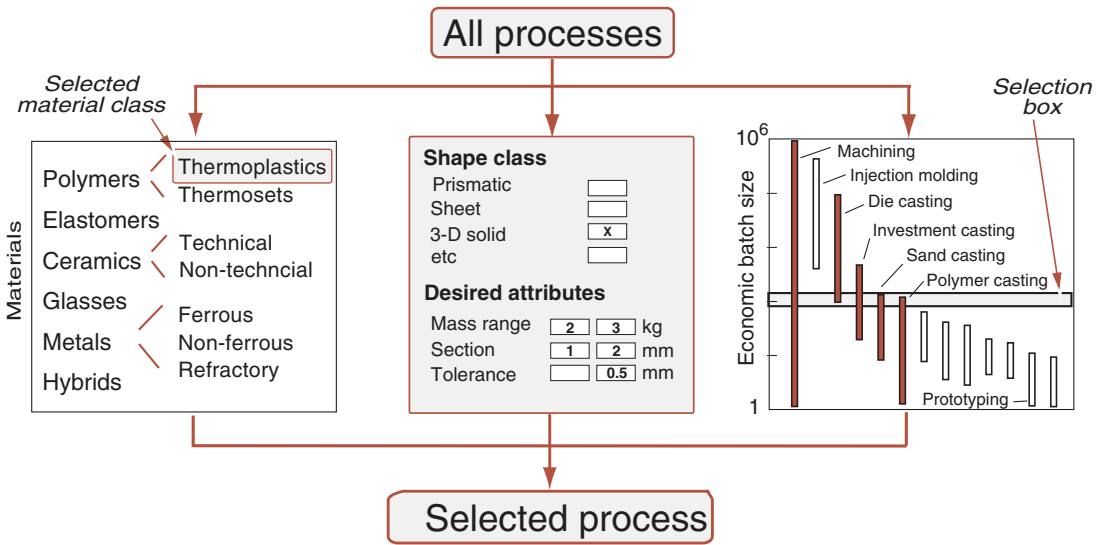 All processes
Selected
material class
Selection
box
Materials
Polymers
Thermoplastics
Thermosets
Elastomers
Ceramics
Technical
Non-techncial
Glasses
Metals
Ferrous
Non-ferrous
Refractory
Hybrids
Shape class
Prismatic
Sheet
3-D solid x
etc
Desired attributes
Mass range 2 3 kg
Section 1 2 mm
Tolerance 0.5 mm
Economic batch size
10⁶
1
Machining
Injection molding
Die casting
Investment casting
Sand casting
Polymer casting
Prototyping
Selected process